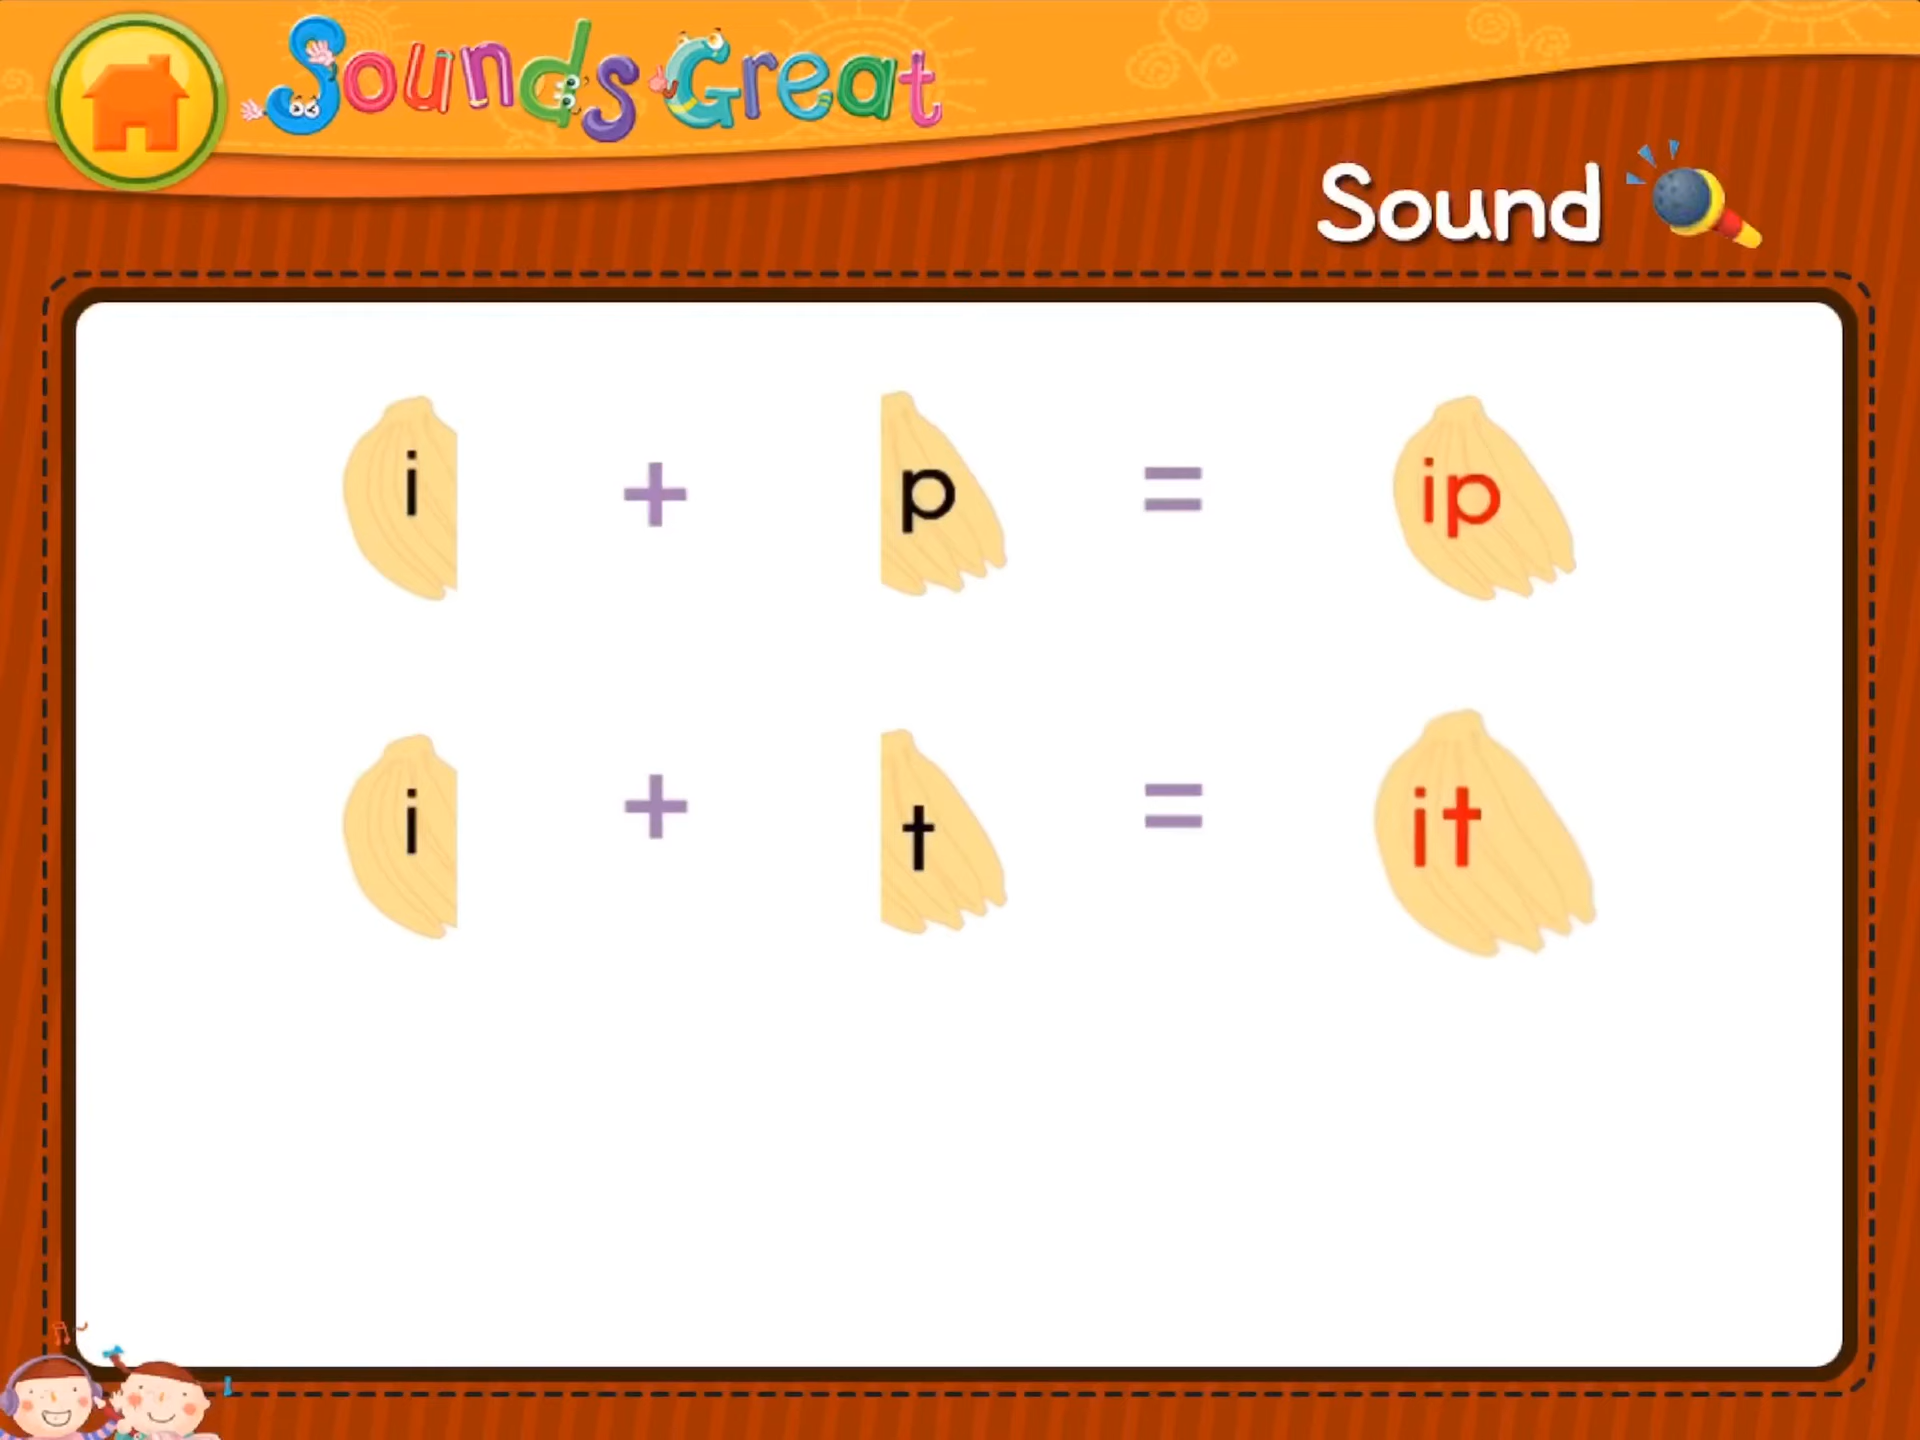 Sounds Great
Sound
i + p = ip
i + t = it